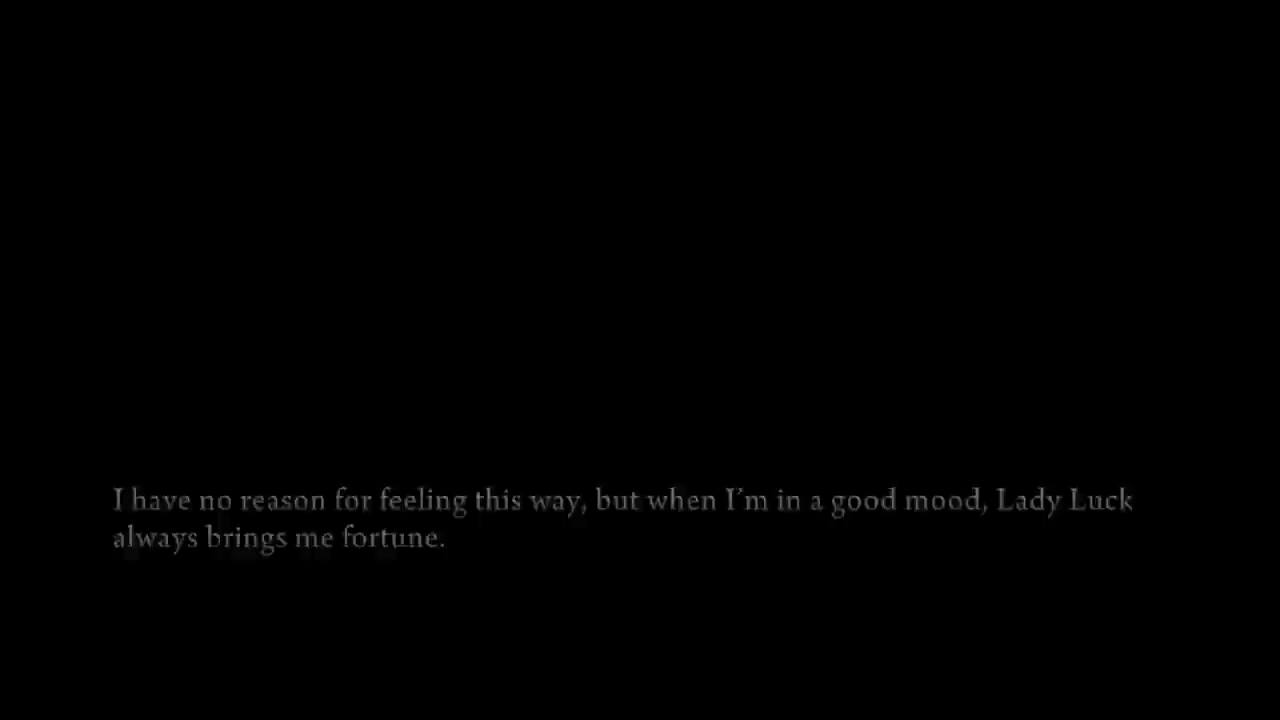 I have no reason for feeling this way, but when I’m in a good mood, Lady Luck
always brings me fortune.